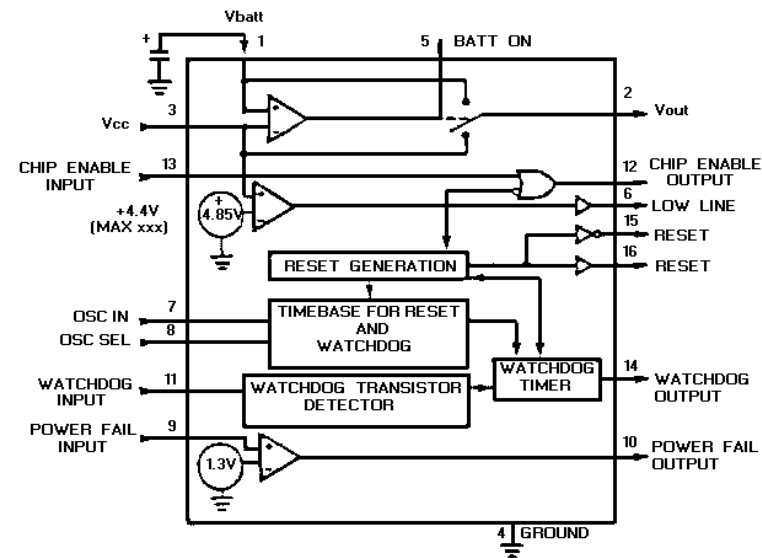 Vbatt
+
1
5
BATT ON
3
Vcc
+
-
2
Vout
13
CHIP ENABLE
INPUT
12
CHIP ENABLE
OUTPUT
6
LOW LINE
+4.4V
(MAX xxx)
+
4.85V
+
-
15
RESET
16
RESET
RESET GENERATION
7
OSC IN
8
OSC SEL
TIMEBASE FOR RESET
AND
WATCHDOG
11
WATCHDOG
INPUT
WATCHDOG TRANSISTOR
DETECTOR
WATCHDOG
TIMER
14
WATCHDOG
OUTPUT
9
POWER FAIL
INPUT
1.3V
+
-
10
POWER FAIL
OUTPUT
4
GROUND